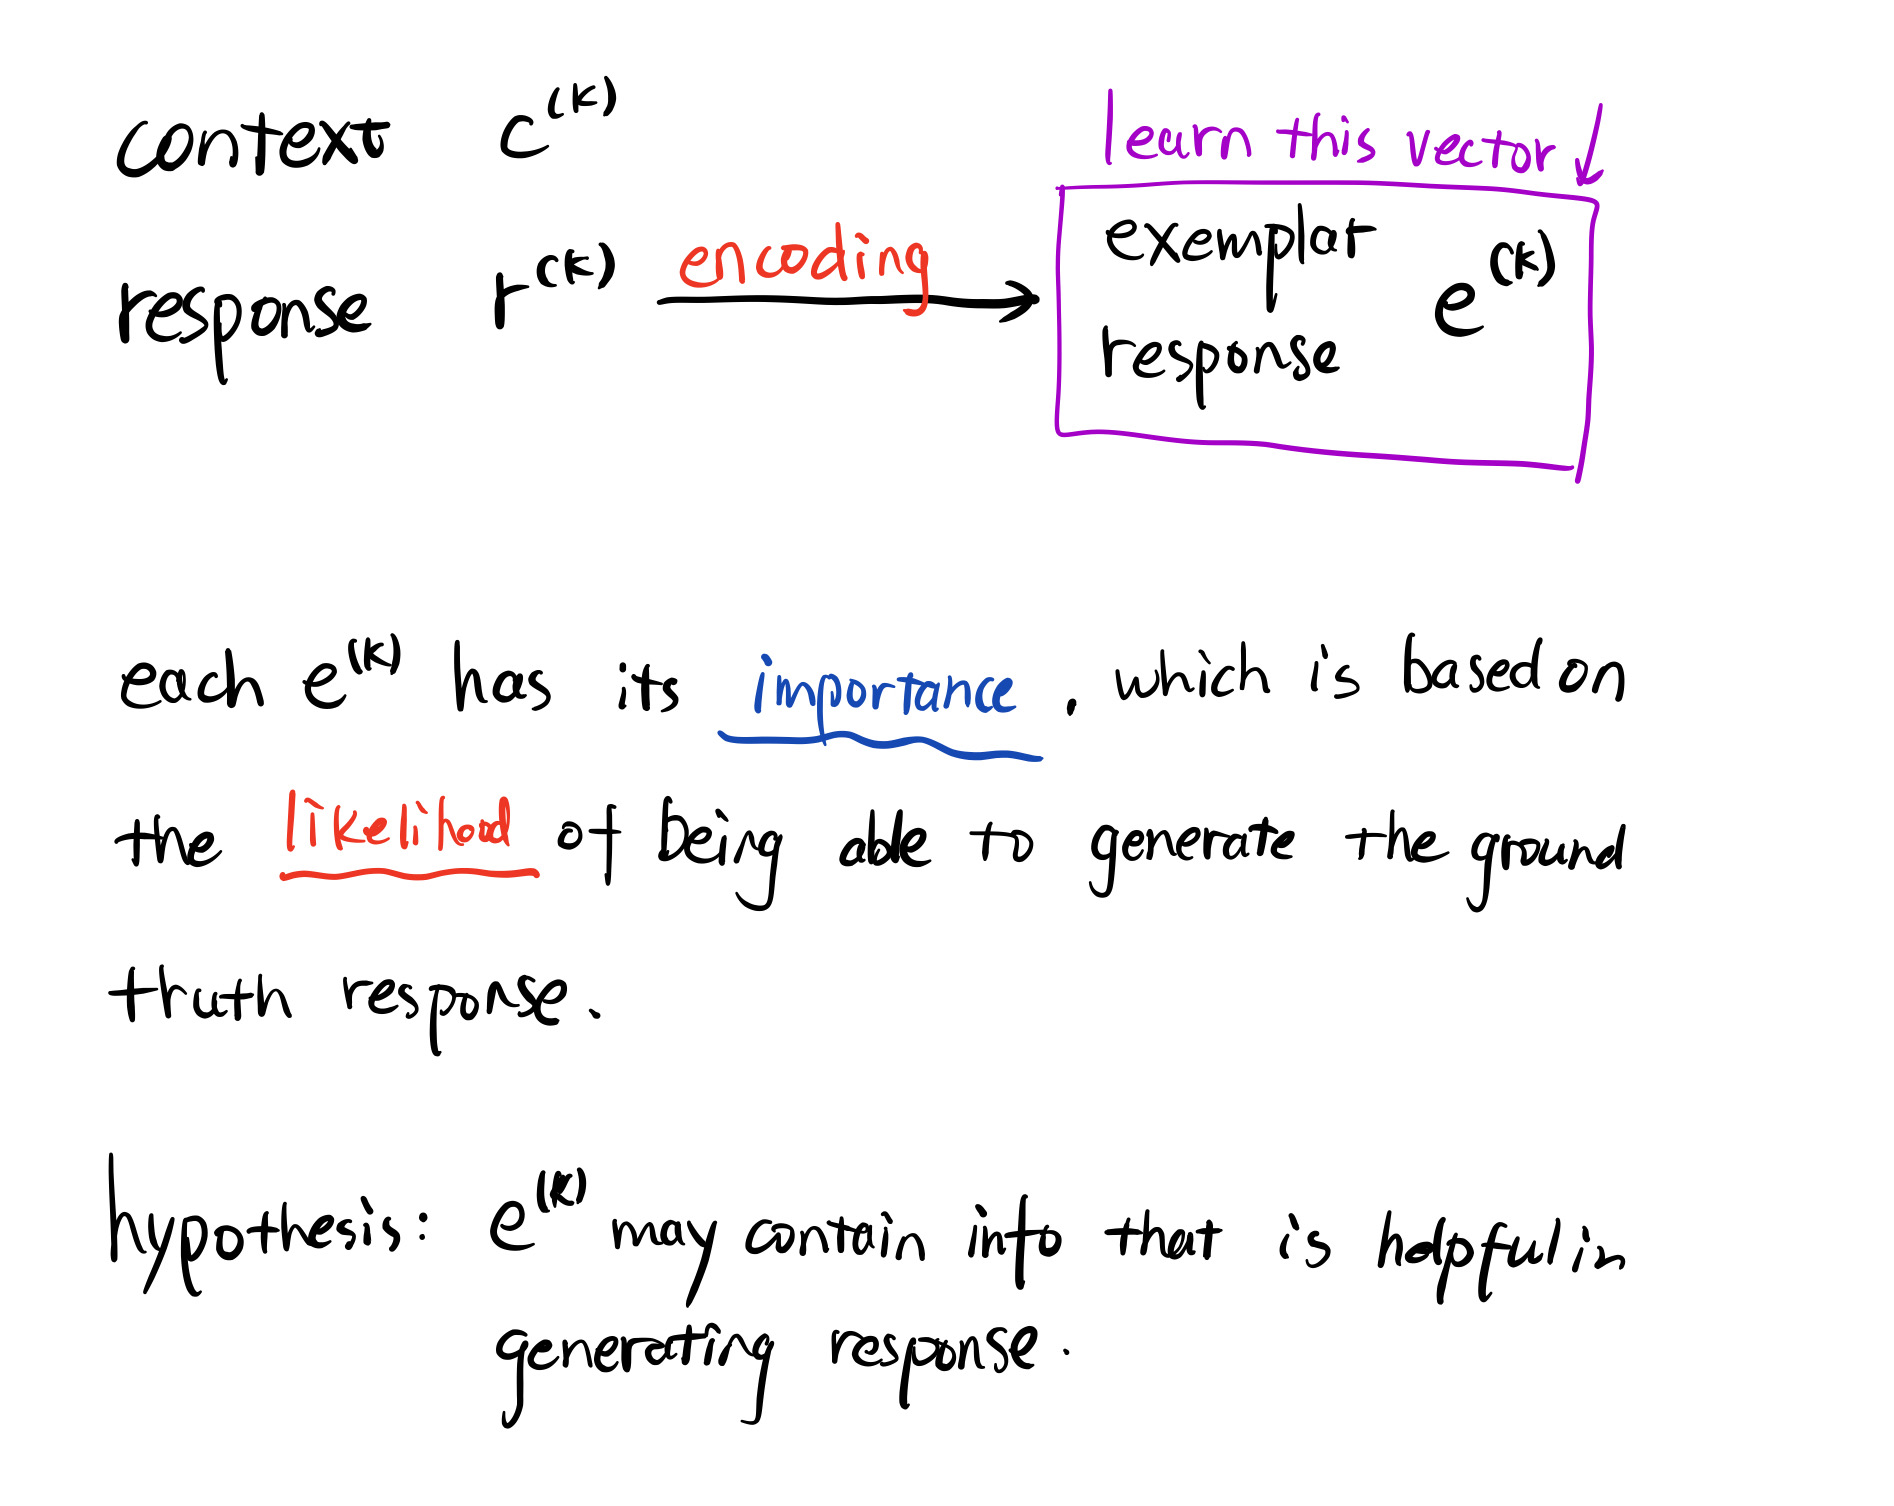 context c^(k)
learn this vector ↓
response r^(k) encoding → exemplar response e^(k)
each e^(k) has its importance, which is based on
the likelihood of being able to generate the ground
truth response.
hypothesis: e^(k) may contain info that is helpful in
generating response.